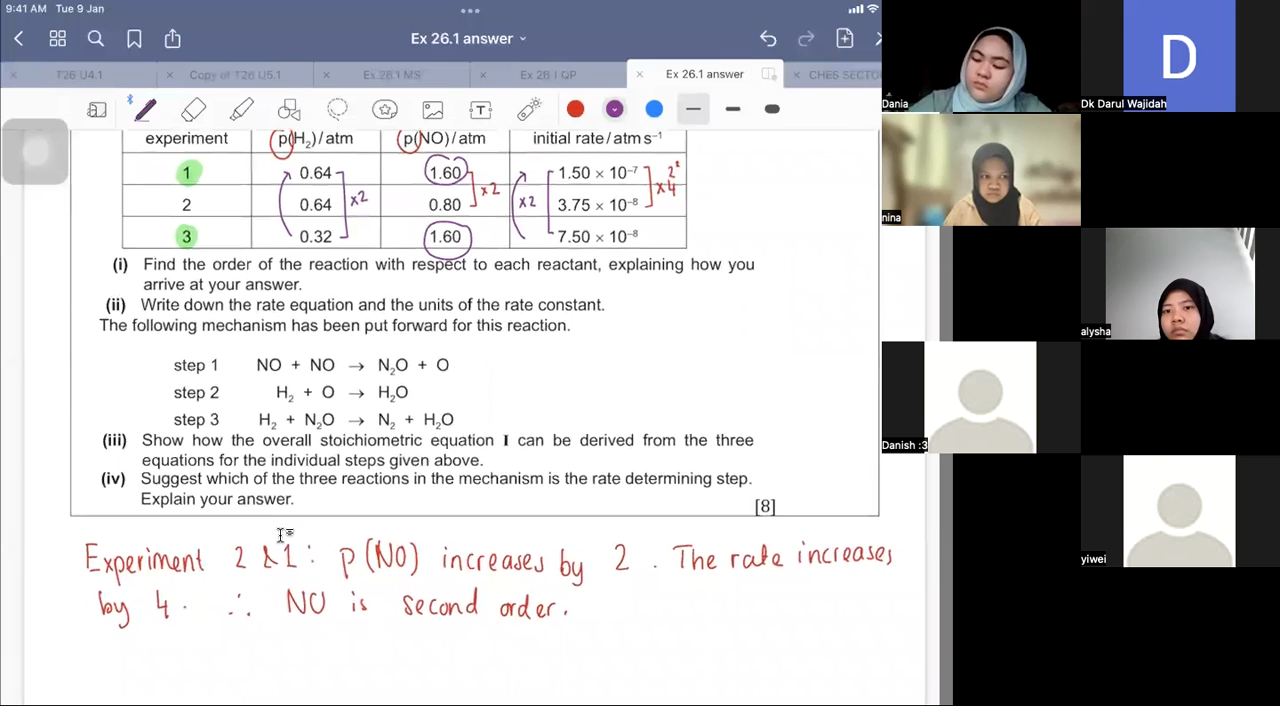 9:41 AM Tue 9 Jan
Ex 26.1 answer
T26 U4.1
Copy of T26 U5.1
Ex 26.1 MS
Ex 26.1 QP
Ex 26.1 answer
CHES SECTO
experiment p(H₂)/atm p(NO)/atm initial rate/atm s⁻¹
1 0.64 1.60 1.50 × 10⁻⁷
2 0.64 0.80 3.75 × 10⁻⁸
3 0.32 1.60 7.50 × 10⁻⁸
×2
×2
×2
×4
2²
(i) Find the order of the reaction with respect to each reactant, explaining how you
arrive at your answer.
(ii) Write down the rate equation and the units of the rate constant.
The following mechanism has been put forward for this reaction.
step 1 NO + NO → N₂O + O
step 2 H₂ + O → H₂O
step 3 H₂ + N₂O → N₂ + H₂O
(iii) Show how the overall stoichiometric equation I can be derived from the three
equations for the individual steps given above.
(iv) Suggest which of the three reactions in the mechanism is the rate determining step.
Explain your answer.
[8]
Experiment 2 & 1: p(NO) increases by 2. The rate increases
by 4. ∴ NO is second order.
Dania
D
Dk Darul Wajidah
nina
alysha
Danish :3
yiwei